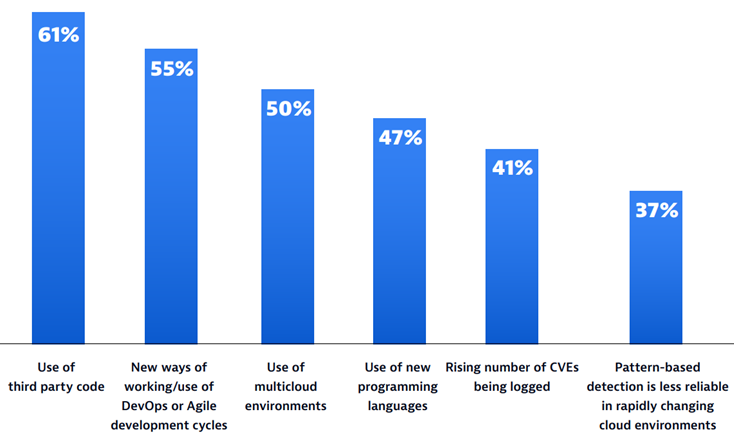 61%
55%
50%
47%
41%
37%
Use of
third party code
New ways of
working/use of
DevOps or Agile
development cycles
Use of
multicloud
environments
Use of new
programming
languages
Rising number of CVEs
being logged
Pattern-based
detection is less reliable
in rapidly changing
cloud environments